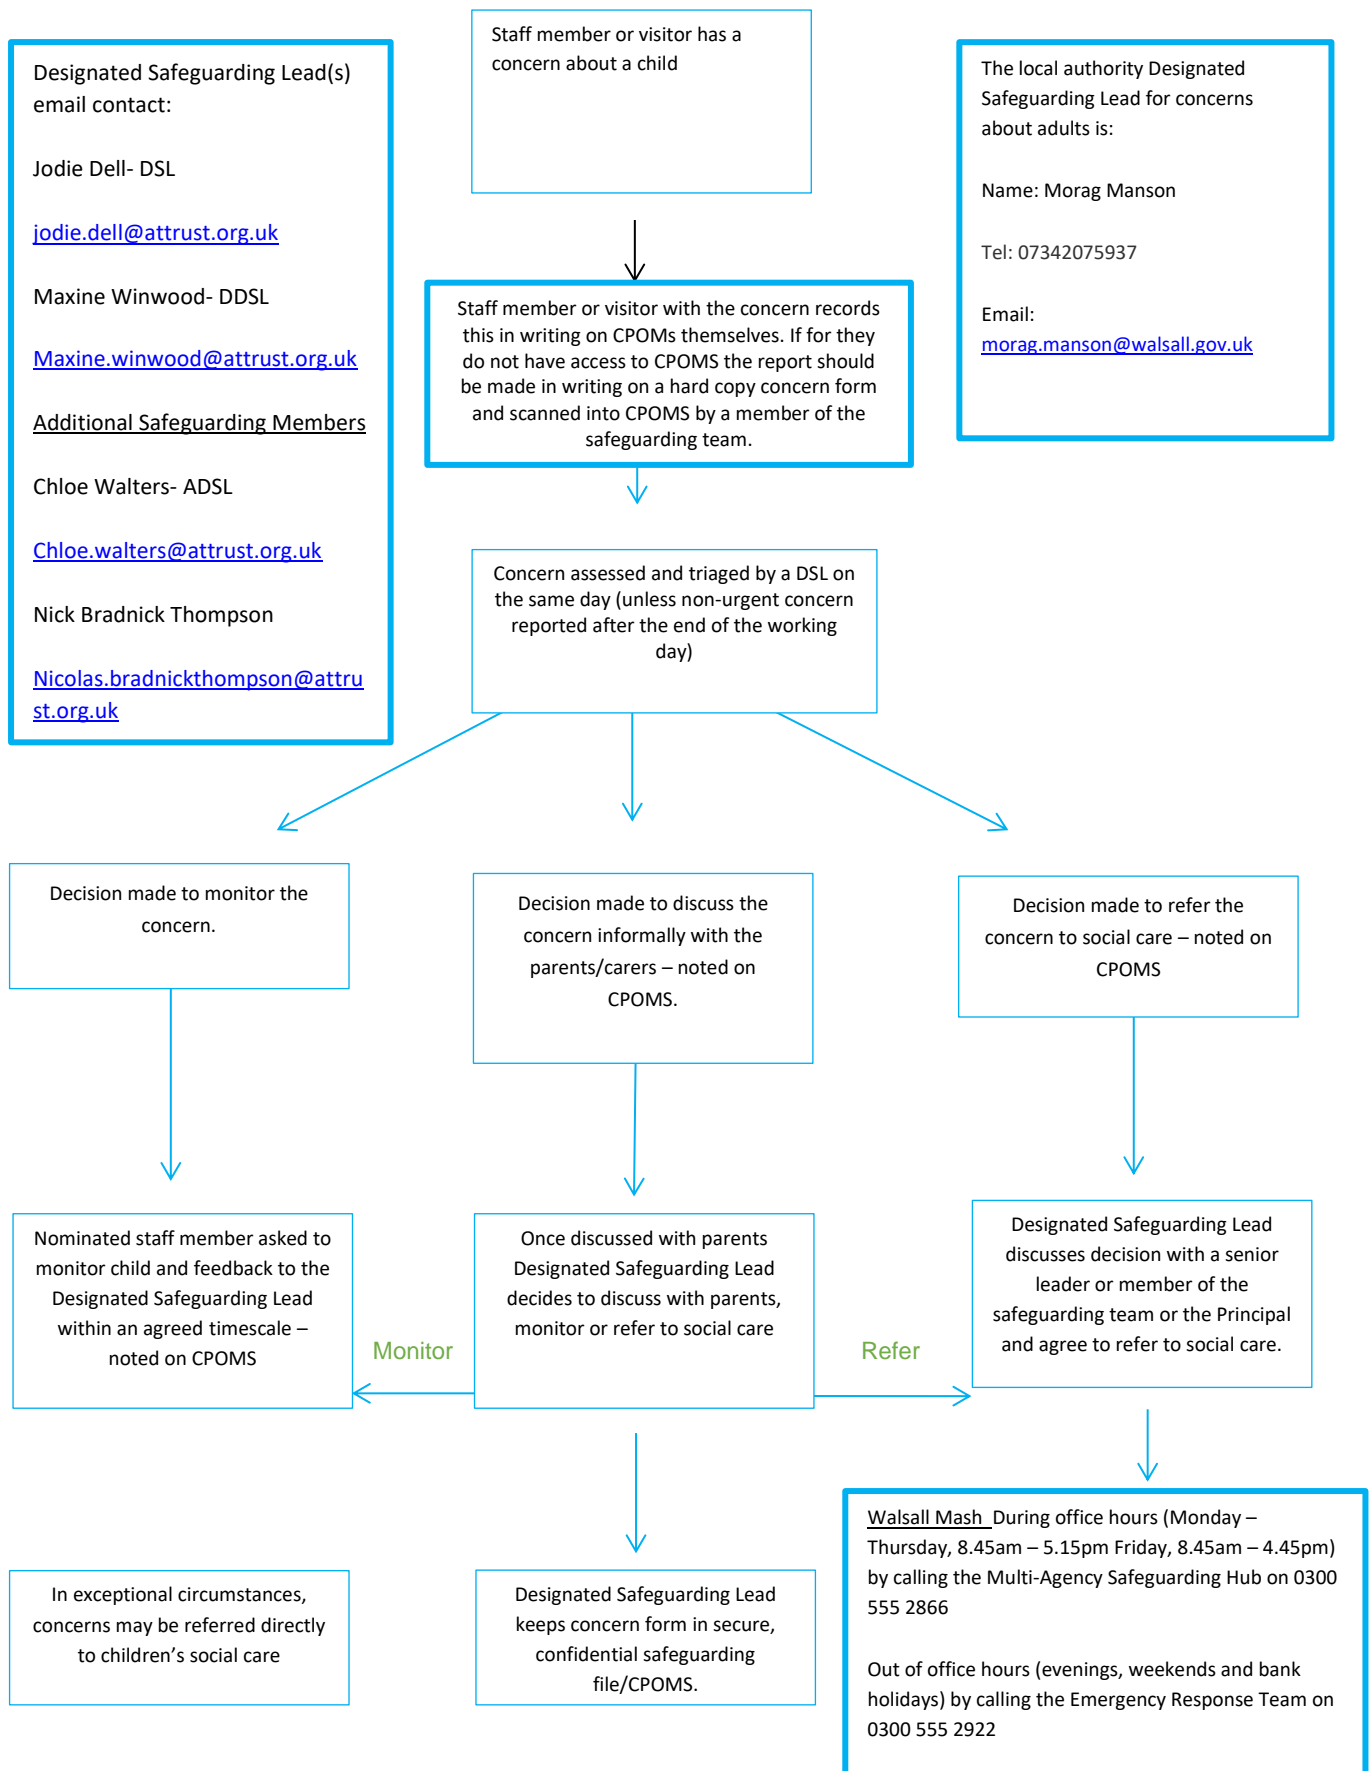 Designated Safeguarding Lead(s)
email contact:
Jodie Dell- DSL
jodie.dell@attrust.org.uk
Maxine Winwood- DDSL
Maxine.winwood@attrust.org.uk
Additional Safeguarding Members
Chloe Walters- ADSL
Chloe.walters@attrust.org.uk
Nick Bradnick Thompson
Nicolas.bradnickthompson@attru
st.org.uk
Staff member or visitor has a
concern about a child
The local authority Designated
Safeguarding Lead for concerns
about adults is:
Name: Morag Manson
Tel: 07342075937
Email:
morag.manson@walsall.gov.uk
Staff member or visitor with the concern records
this in writing on CPOMs themselves. If for they
do not have access to CPOMS the report should
be made in writing on a hard copy concern form
and scanned into CPOMS by a member of the
safeguarding team.
Concern assessed and triaged by a DSL on
the same day (unless non-urgent concern
reported after the end of the working
day)
Decision made to monitor the
concern.
Decision made to discuss the
concern informally with the
parents/carers – noted on
CPOMS.
Decision made to refer the
concern to social care – noted on
CPOMS
Nominated staff member asked to
monitor child and feedback to the
Designated Safeguarding Lead
within an agreed timescale –
noted on CPOMS
Monitor
Once discussed with parents
Designated Safeguarding Lead
decides to discuss with parents,
monitor or refer to social care
Refer
Designated Safeguarding Lead
discusses decision with a senior
leader or member of the
safeguarding team or the Principal
and agree to refer to social care.
In exceptional circumstances,
concerns may be referred directly
to children’s social care
Designated Safeguarding Lead
keeps concern form in secure,
confidential safeguarding
file/CPOMS.
Walsall Mash During office hours (Monday –
Thursday, 8.45am – 5.15pm Friday, 8.45am – 4.45pm)
by calling the Multi-Agency Safeguarding Hub on 0300
555 2866
Out of office hours (evenings, weekends and bank
holidays) by calling the Emergency Response Team on
0300 555 2922